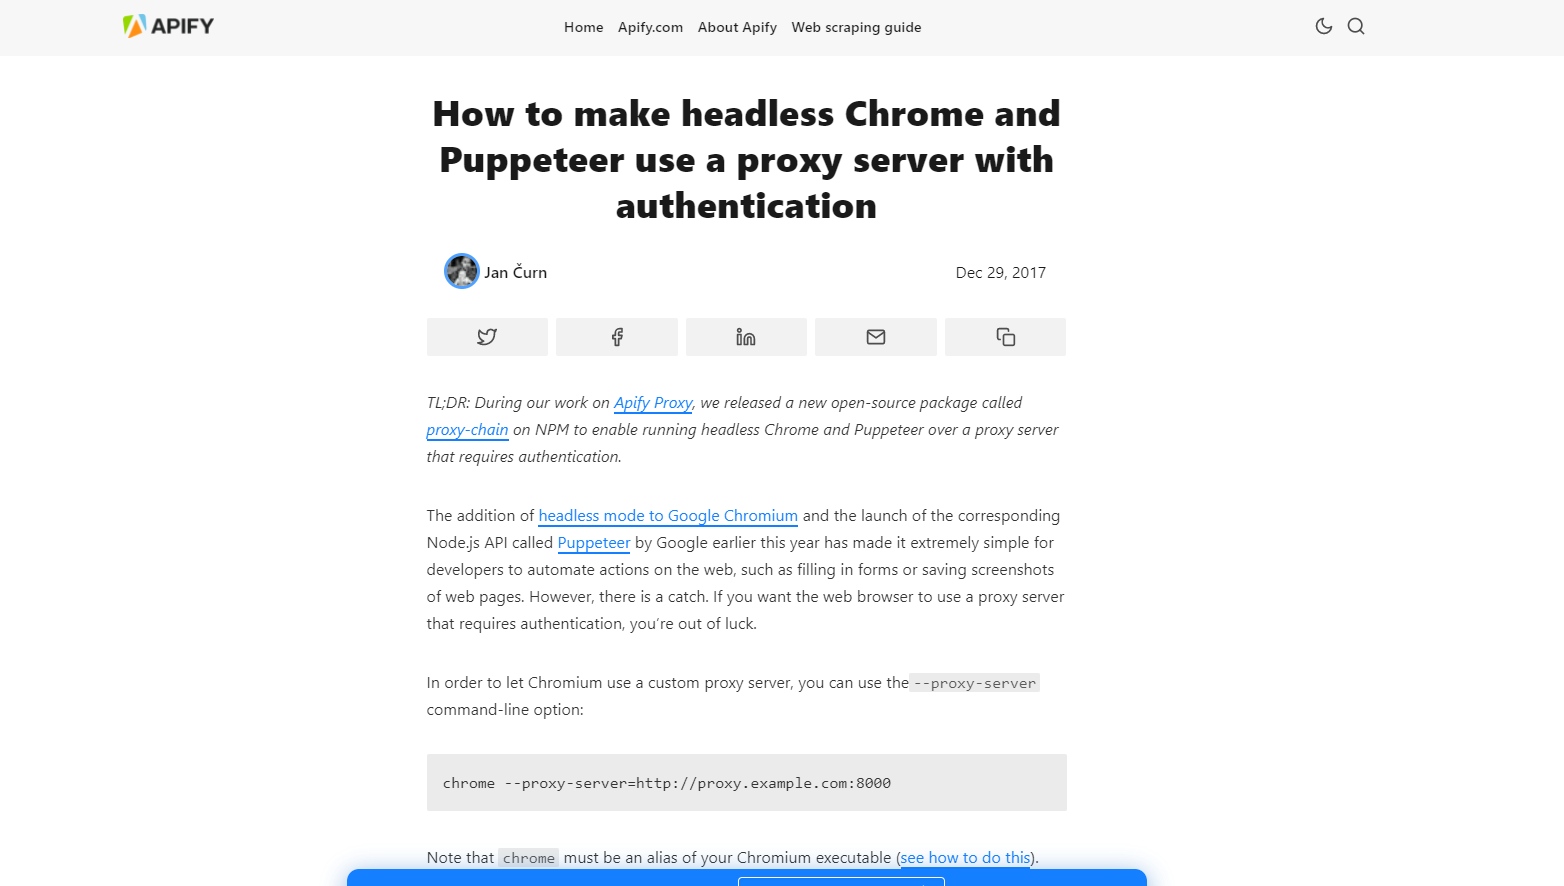 APIFY
Home Apify.com About Apify Web scraping guide
How to make headless Chrome and
Puppeteer use a proxy server with
authentication
Jan Čurn
Dec 29, 2017
TL;DR: During our work on Apify Proxy, we released a new open-source package called
proxy-chain on NPM to enable running headless Chrome and Puppeteer over a proxy server
that requires authentication.
The addition of headless mode to Google Chromium and the launch of the corresponding
Node.js API called Puppeteer by Google earlier this year has made it extremely simple for
developers to automate actions on the web, such as filling in forms or saving screenshots
of web pages. However, there is a catch. If you want the web browser to use a proxy server
that requires authentication, you’re out of luck.
In order to let Chromium use a custom proxy server, you can use the --proxy-server
command-line option:
chrome --proxy-server=http://proxy.example.com:8000
Note that chrome must be an alias of your Chromium executable (see how to do this).